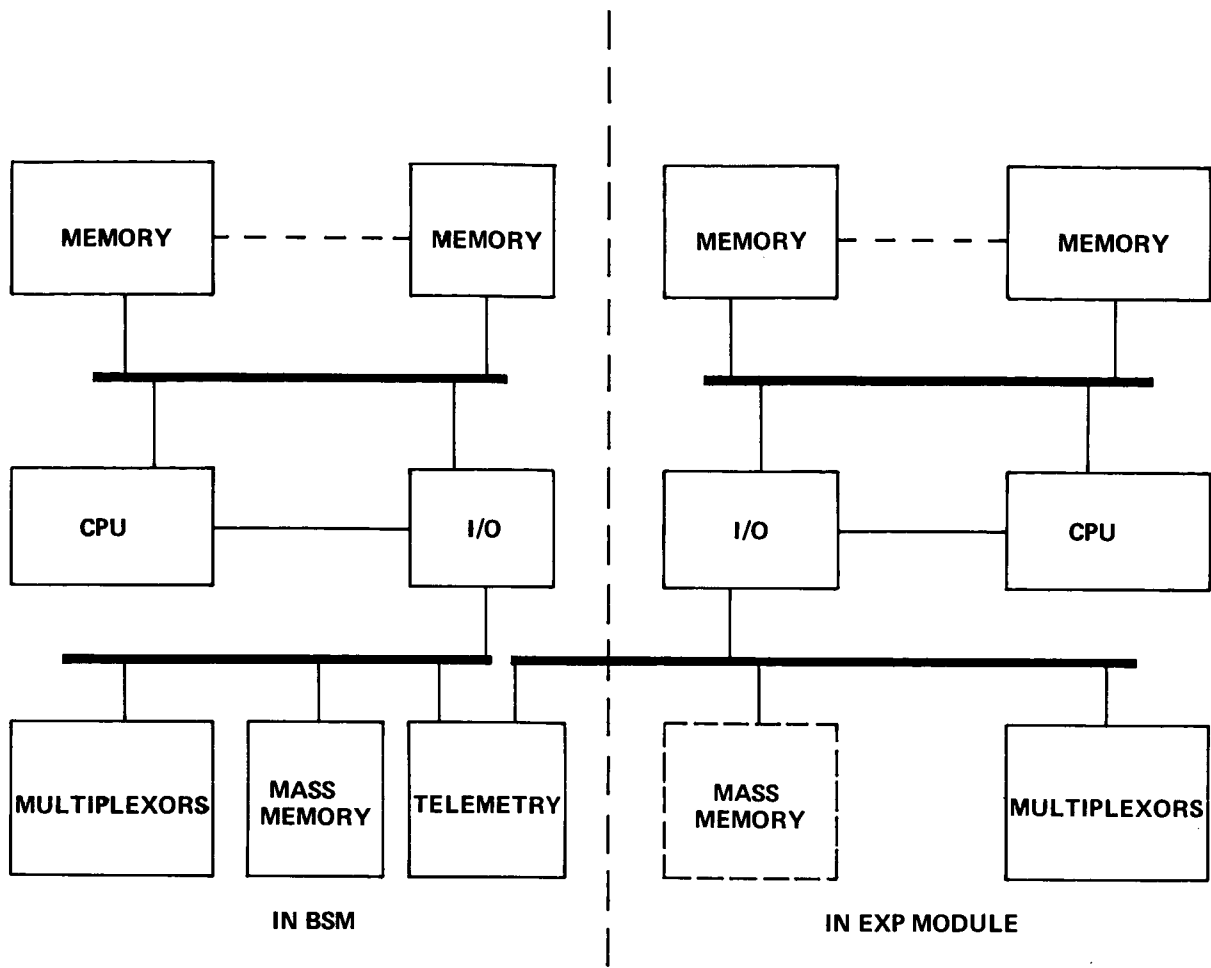 MEMORY
MEMORY
MEMORY
MEMORY
CPU
I/O
I/O
CPU
MULTIPLEXORS
MASS
MEMORY
TELEMETRY
MASS
MEMORY
MULTIPLEXORS
IN BSM
IN EXP MODULE